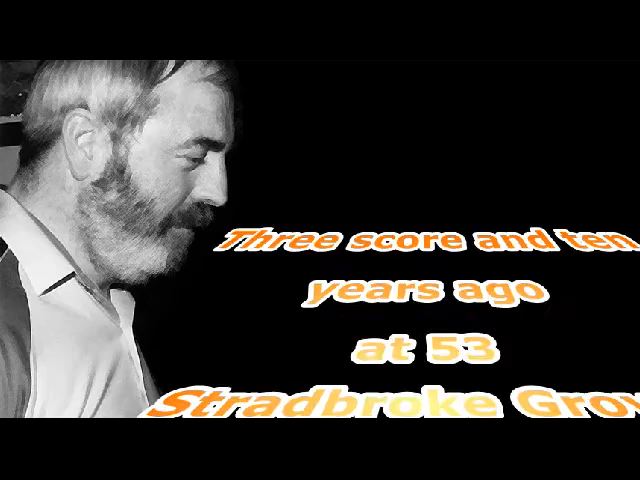 Three score and ten
years ago
at 53
Stradbroke Grov